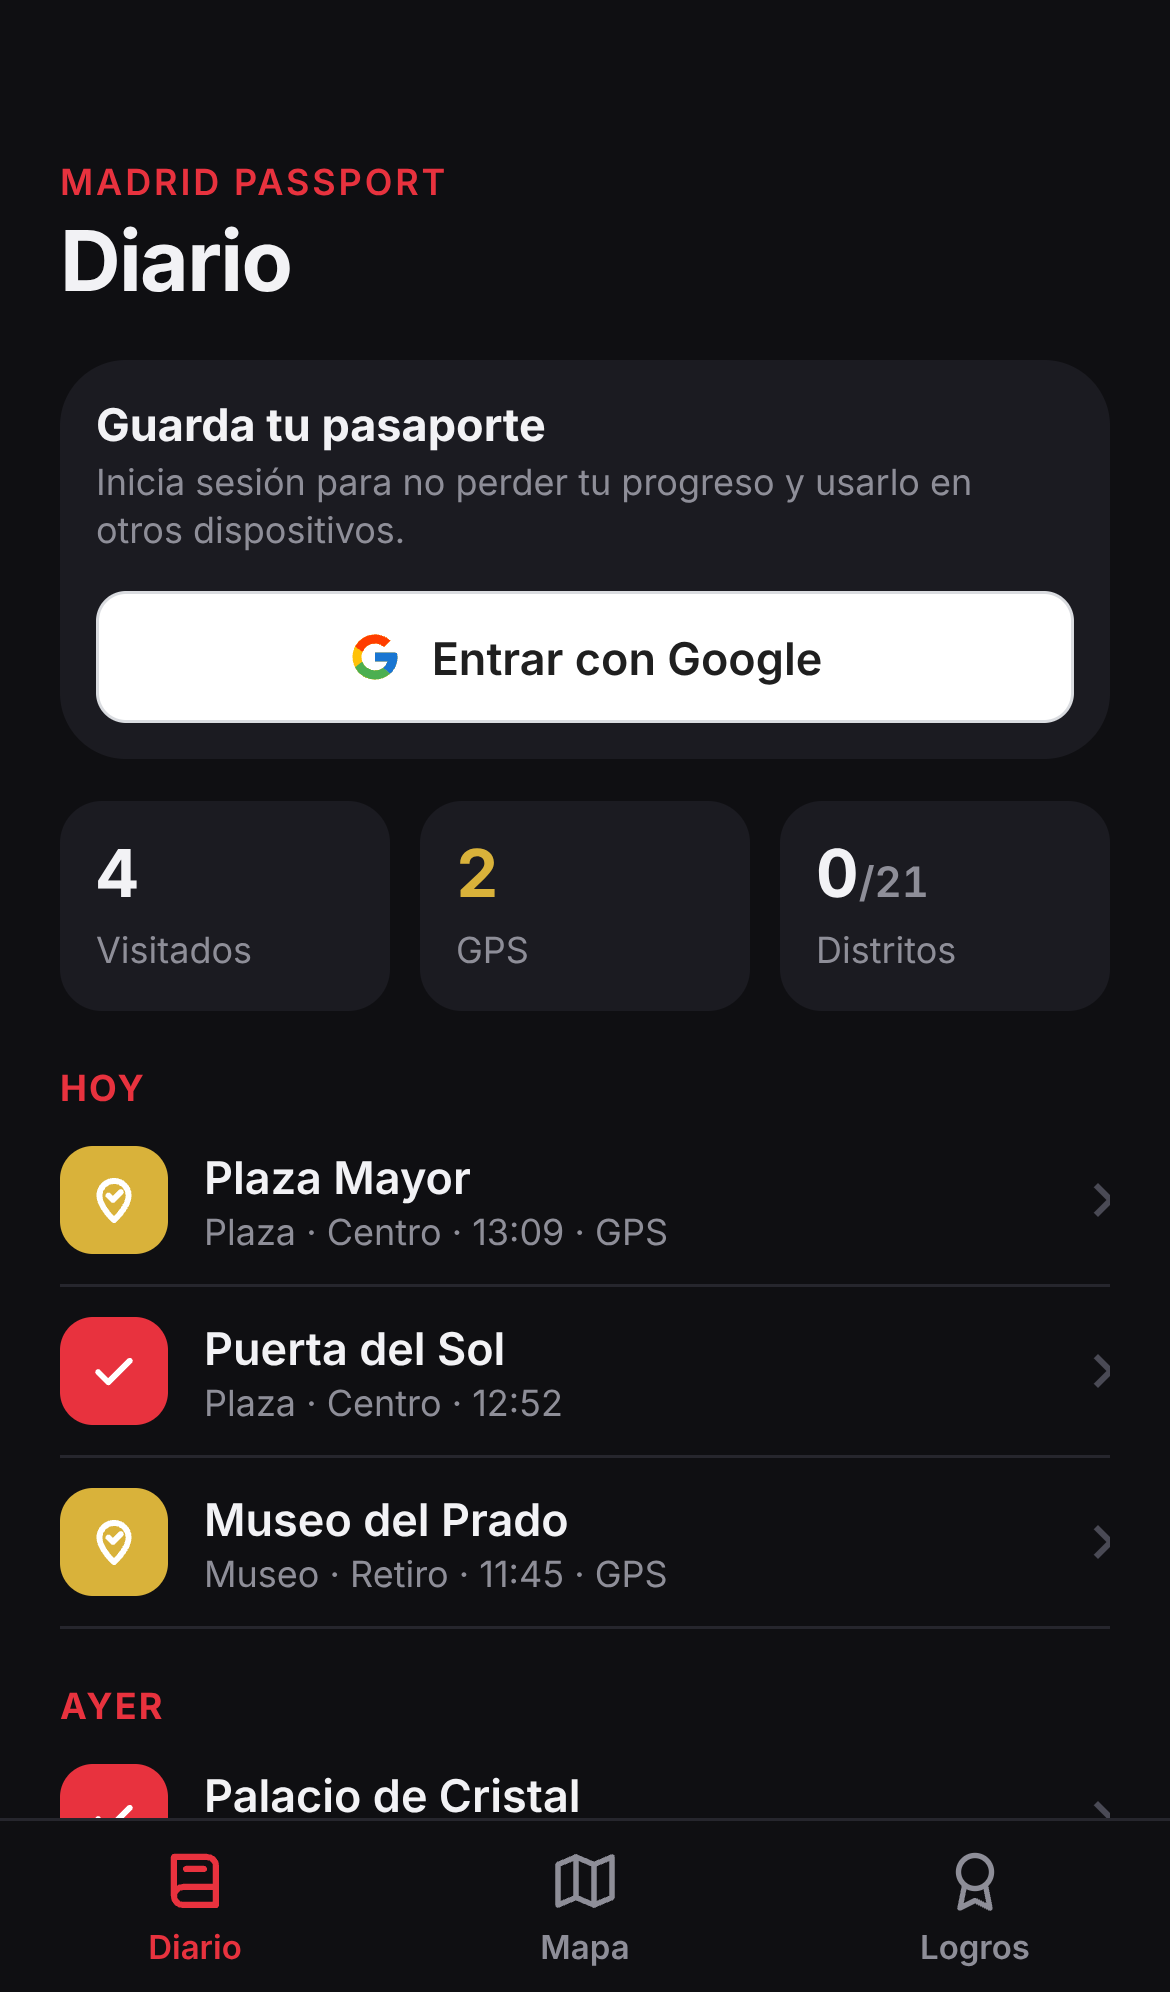 MADRID PASSPORT
Diario
Guarda tu pasaporte
Inicia sesión para no perder tu progreso y usarlo en
otros dispositivos.
Entrar con Google
4
Visitados
2
GPS
0/21
Distritos
HOY
Plaza Mayor
Plaza · Centro · 13:09 · GPS
Puerta del Sol
Plaza · Centro · 12:52
Museo del Prado
Museo · Retiro · 11:45 · GPS
AYER
Palacio de Cristal
Diario
Mapa
Logros